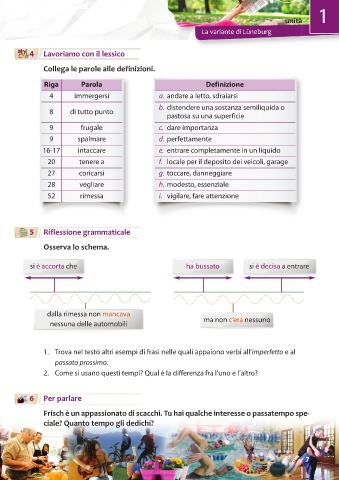 unità 1
La variante di Lüneburg
4 Lavoriamo con il lessico
Collega le parole alle definizioni.
Riga Parola Definizione
4 immergersi a. andare a letto, sdraiarsi
8 di tutto punto b. distendere una sostanza semiliquida o
pastosa su una superficie
9 frugale c. dare importanza
9 spalmare d. perfettamente
16-17 intaccare e. entrare completamente in un liquido
20 tenere a f. locale per il deposito dei veicoli, garage
27 coricarsi g. toccare, danneggiare
28 vegliare h. modesto, essenziale
52 rimessa i. vigilare, fare attenzione
5 Riflessione grammaticale
Osserva lo schema.
si è accorta che ha bussato si è decisa a entrare
dalla rimessa non mancava
nessuna delle automobili
ma non c'era nessuno
1. Trova nel testo altri esempi di frasi nelle quali appaiono verbi all'imperfetto e al
passato prossimo.
2. Come si usano questi tempi? Qual è la differenza fra l'uno e l'altro?
6 Per parlare
Frisch è un appassionato di scacchi. Tu hai qualche interesse o passatempo spe-
ciale? Quanto tempo gli dedichi?